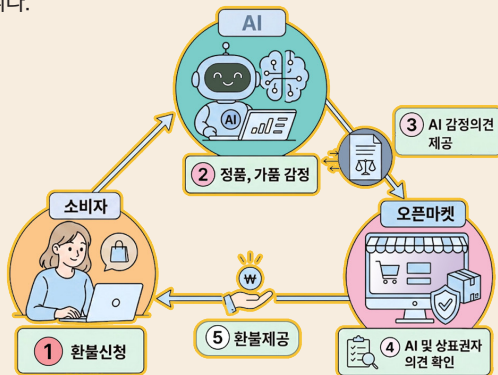 니다.
AI
AI
② 정품, 가품 감정
③ AI 감정의견
제공
소비자
오픈마켓
₩
① 환불신청
⑤ 환불제공
④ AI 및 상표권자
의견 확인